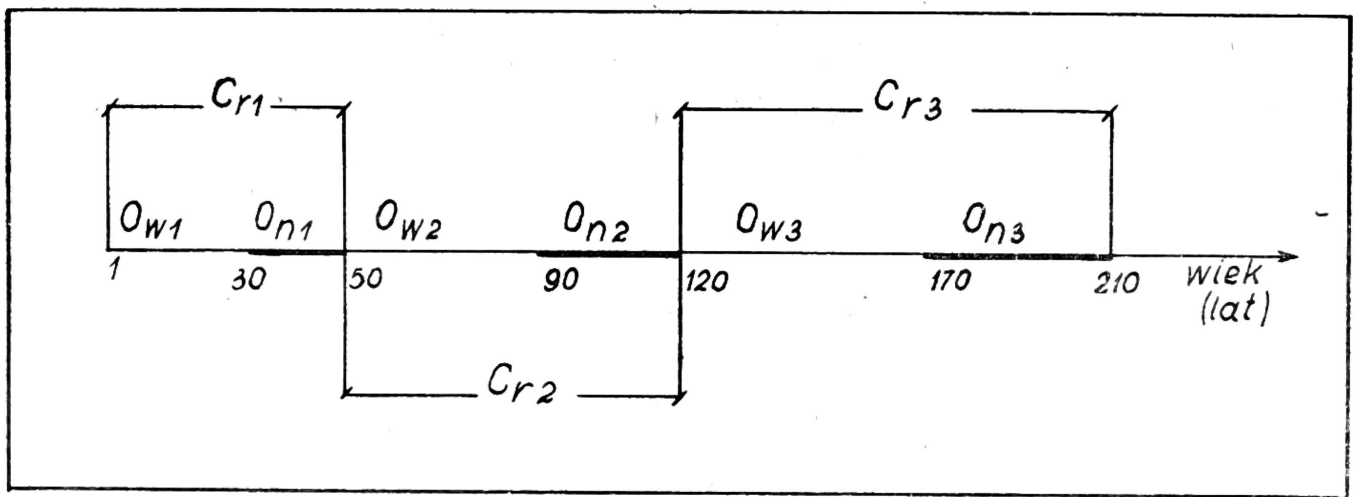 Cr1 Cr3
Ow1 On1 Ow2 On2 Ow3 On3
1 30 50 90 120 170 210 wiek
(lat)
Cr2